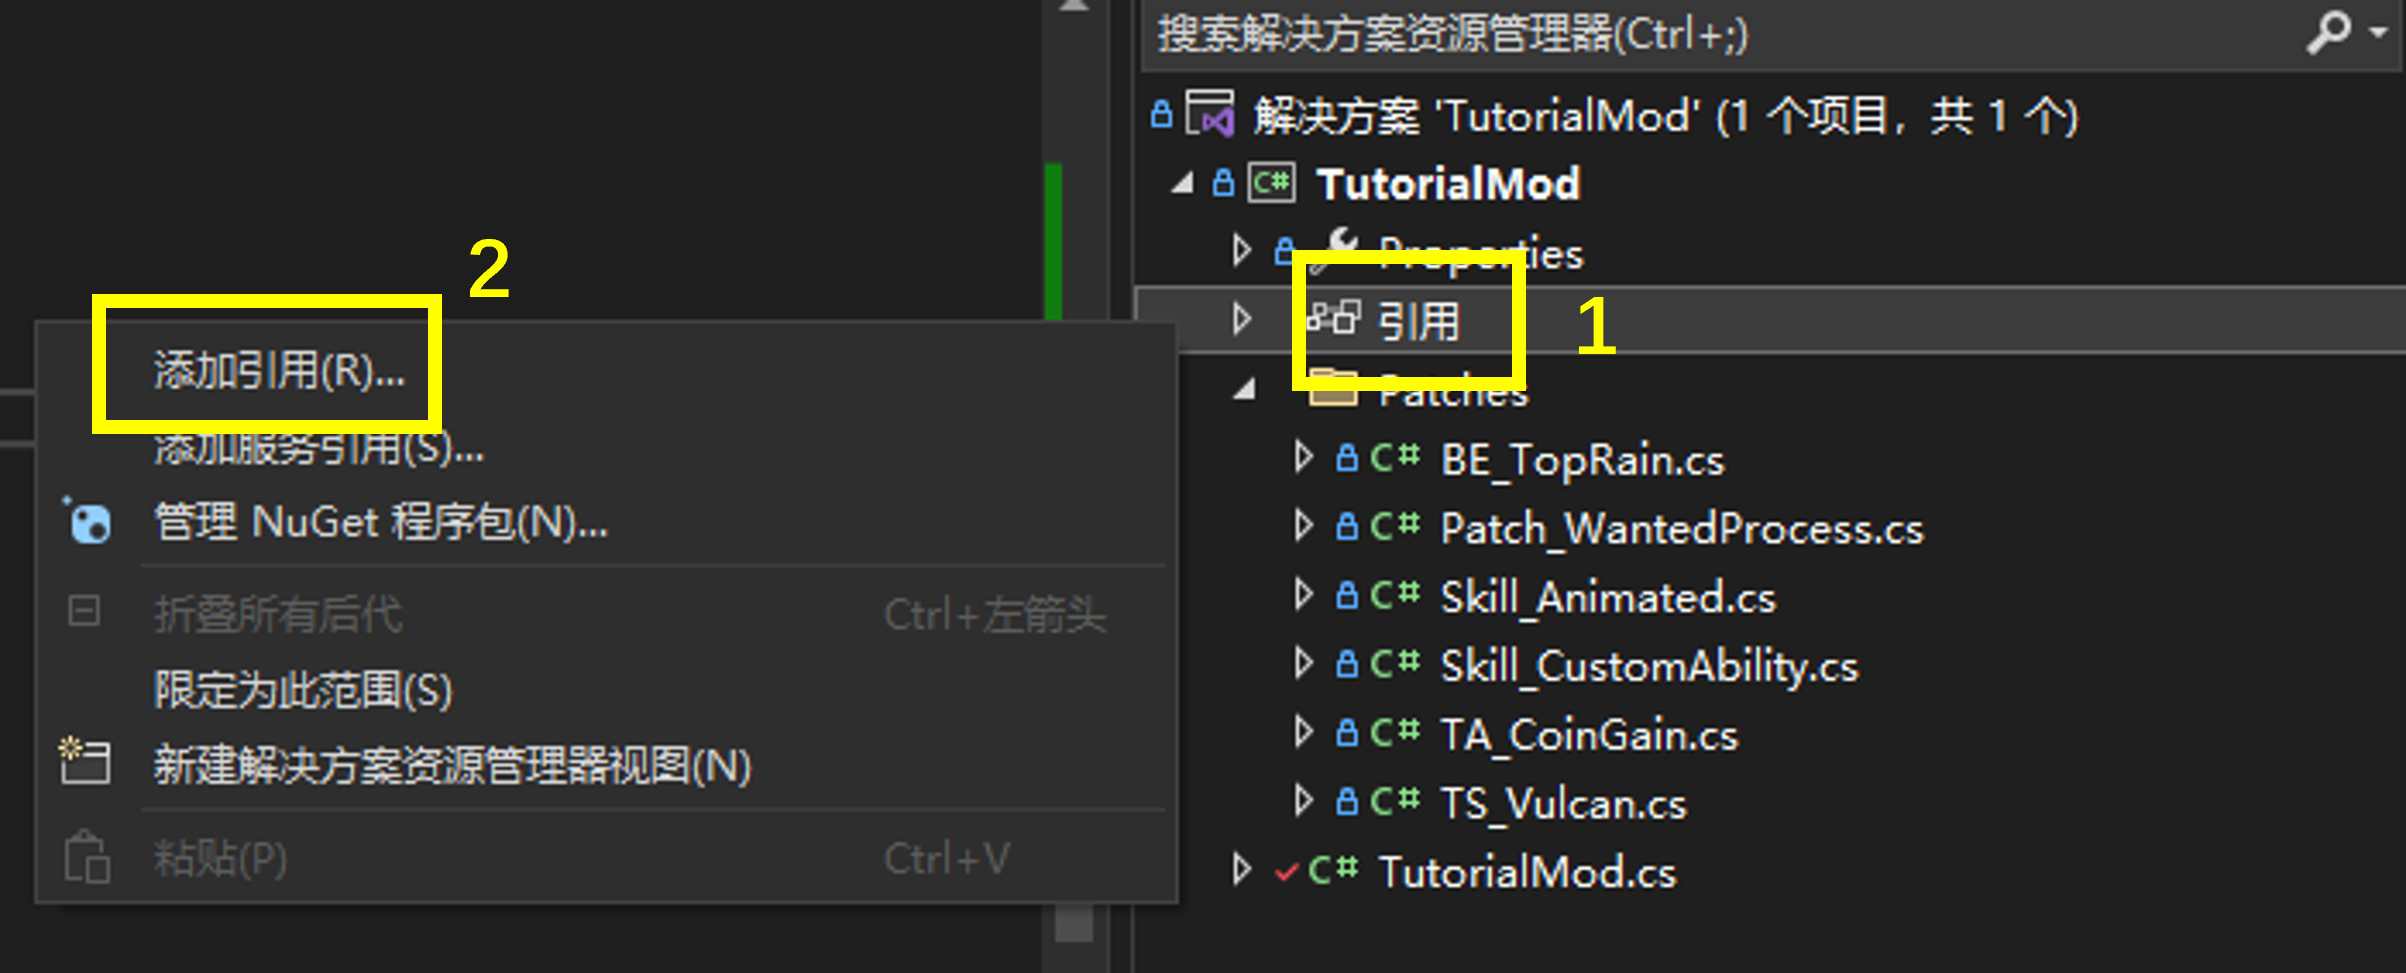 搜索解决方案资源管理器(Ctrl+;)
解决方案 'TutorialMod' (1 个项目，共 1 个)
C# TutorialMod
Properties
引用
1
Patches
C# BE_TopRain.cs
C# Patch_WantedProcess.cs
C# Skill_Animated.cs
C# Skill_CustomAbility.cs
C# TA_CoinGain.cs
C# TS_Vulcan.cs
C# TutorialMod.cs
2
添加引用(R)...
添加服务引用(S)...
管理 NuGet 程序包(N)...
折叠所有后代 Ctrl+左箭头
限定为此范围(S)
新建解决方案资源管理器视图(N)
粘贴(P) Ctrl+V